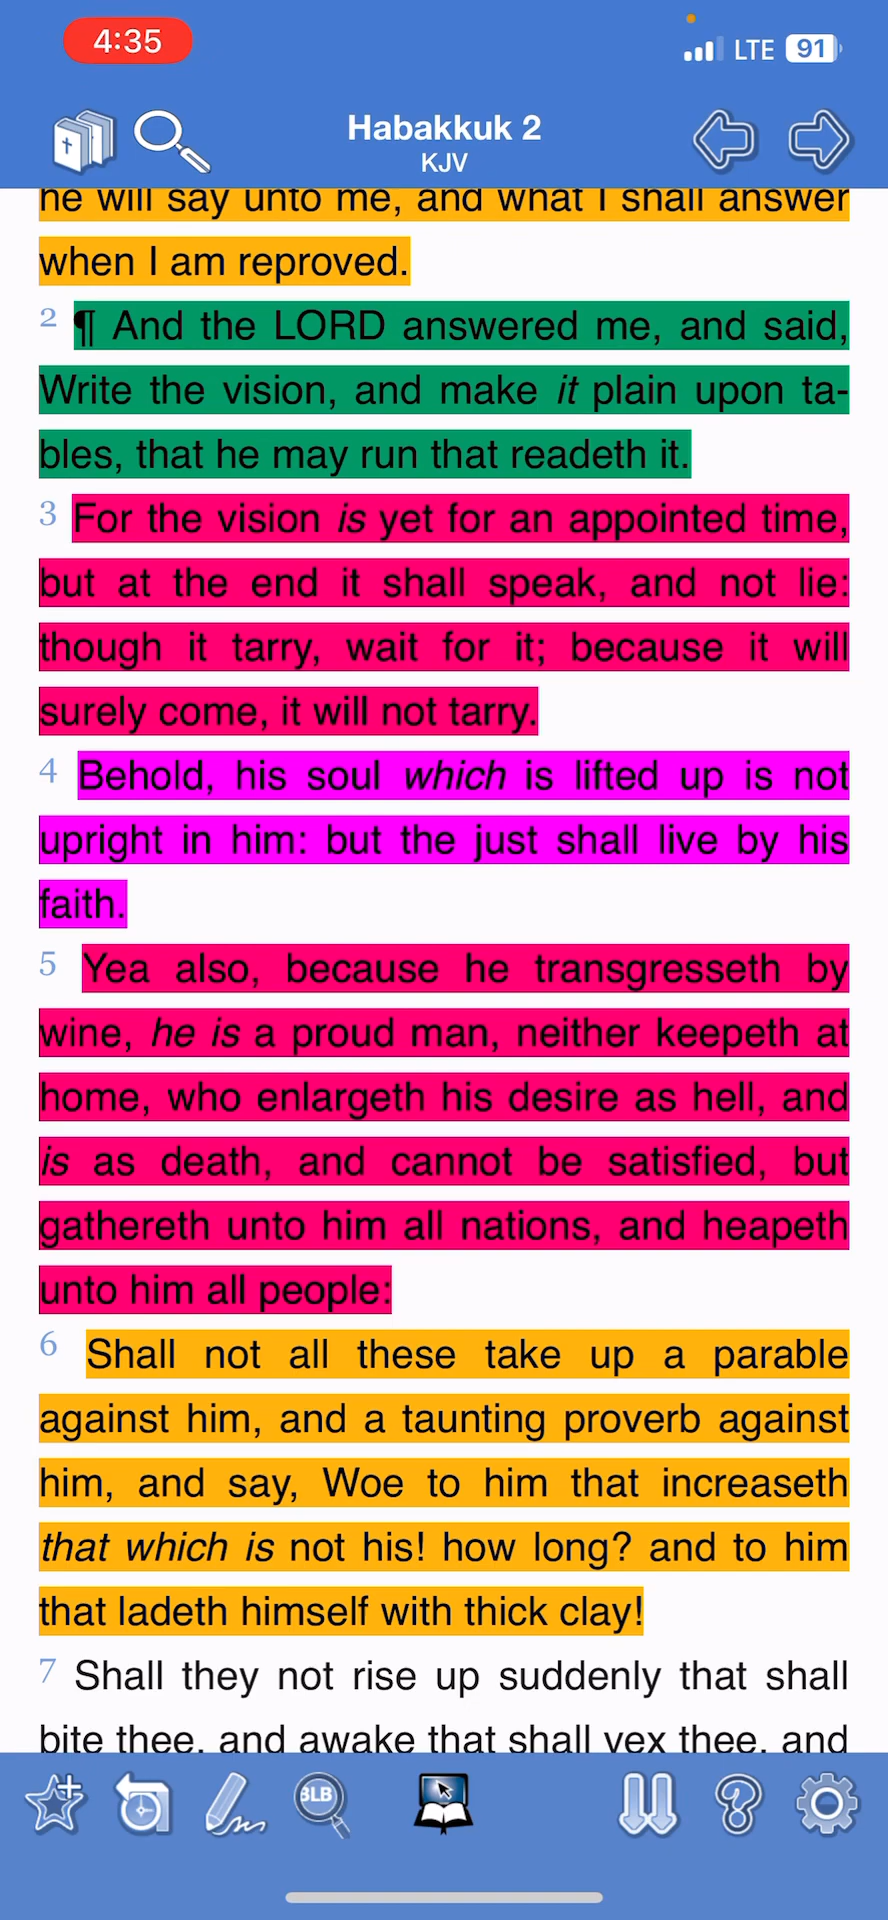 4:35
LTE 91
Habakkuk 2
KJV
he will say unto me, and what I shall answer
when I am reproved.
2 ¶ And the LORD answered me, and said,
Write the vision, and make it plain upon ta-
bles, that he may run that readeth it.
3 For the vision is yet for an appointed time,
but at the end it shall speak, and not lie:
though it tarry, wait for it; because it will
surely come, it will not tarry.
4 Behold, his soul which is lifted up is not
upright in him: but the just shall live by his
faith.
5 Yea also, because he transgresseth by
wine, he is a proud man, neither keepeth at
home, who enlargeth his desire as hell, and
is as death, and cannot be satisfied, but
gathereth unto him all nations, and heapeth
unto him all people:
6 Shall not all these take up a parable
against him, and a taunting proverb against
him, and say, Woe to him that increaseth
that which is not his! how long? and to him
that ladeth himself with thick clay!
7 Shall they not rise up suddenly that shall
bite thee, and awake that shall vex thee, and
BLB